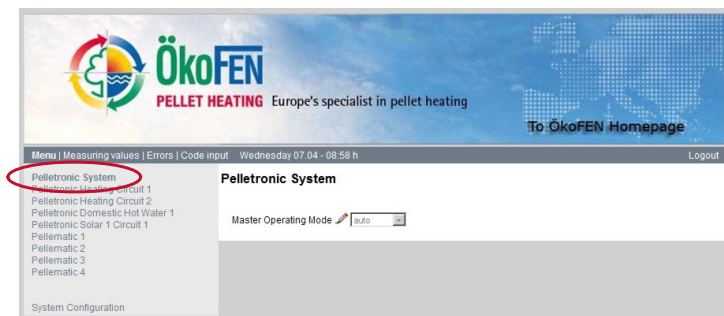 ÖkoFEN
PELLET HEATING Europe's specialist in pellet heating
To ÖkoFEN Homepage
Menu | Measuring values | Errors | Code input Wednesday 07.04 - 08:58 h Logout
Pelletronic System
Pelletronic Heating Circuit 1
Pelletronic Heating Circuit 2
Pelletronic Domestic Hot Water 1
Pelletronic Solar 1 Circuit 1
Pellematic 1
Pellematic 2
Pellematic 3
Pellematic 4
System Configuration
Pelletronic System
Master Operating Mode auto